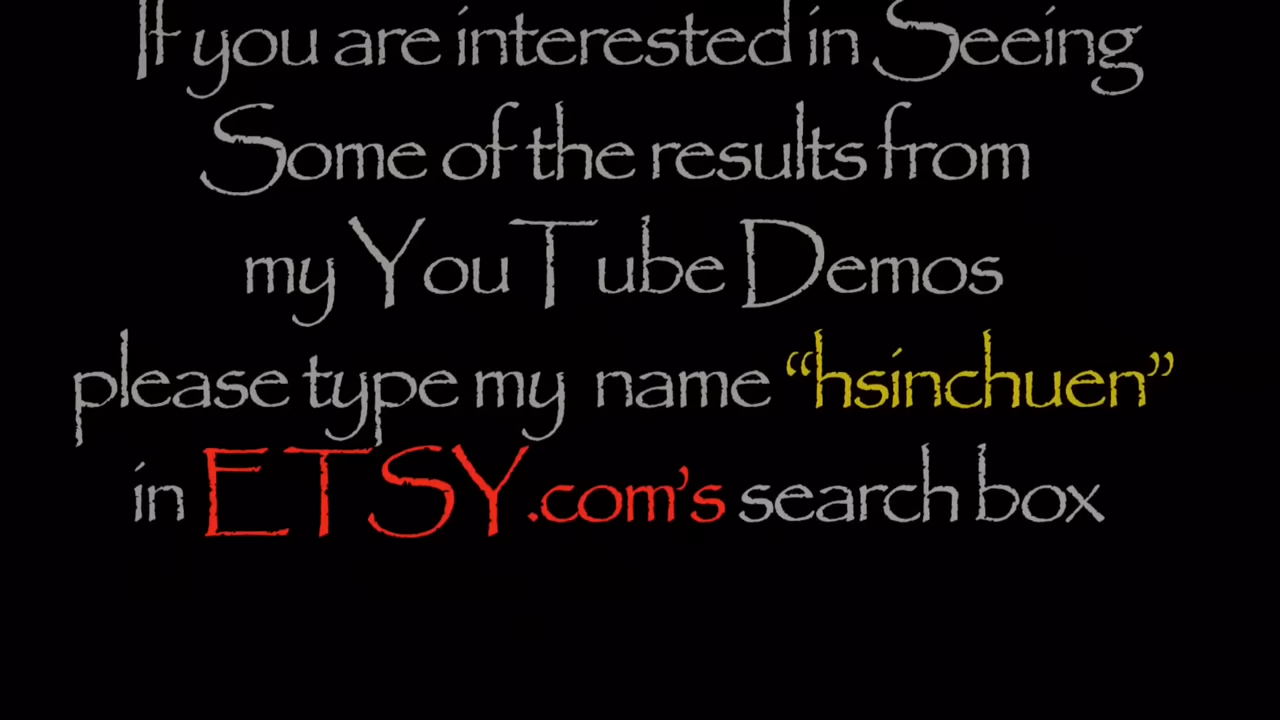 If you are interested in Seeing
Some of the results from
my YouTube Demos
please type my name “hsinchuen”
in ETSY.com’s search box